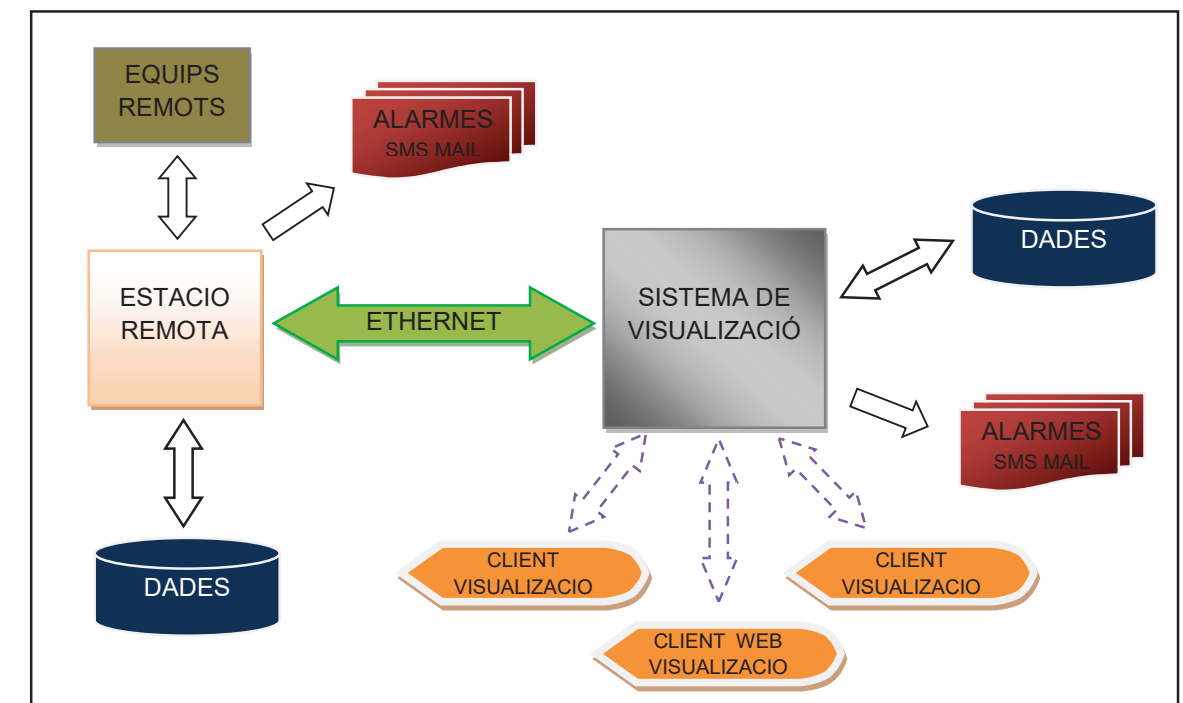 EQUIPS
REMOTS
ALARMES
SMS MAIL
DADES
ESTACIO
REMOTA
ETHERNET
SISTEMA DE
VISUALIZACIÓ
ALARMES
SMS MAIL
DADES
CLIENT
VISUALIZACIO
CLIENT
VISUALIZACIO
CLIENT WEB
VISUALIZACIO